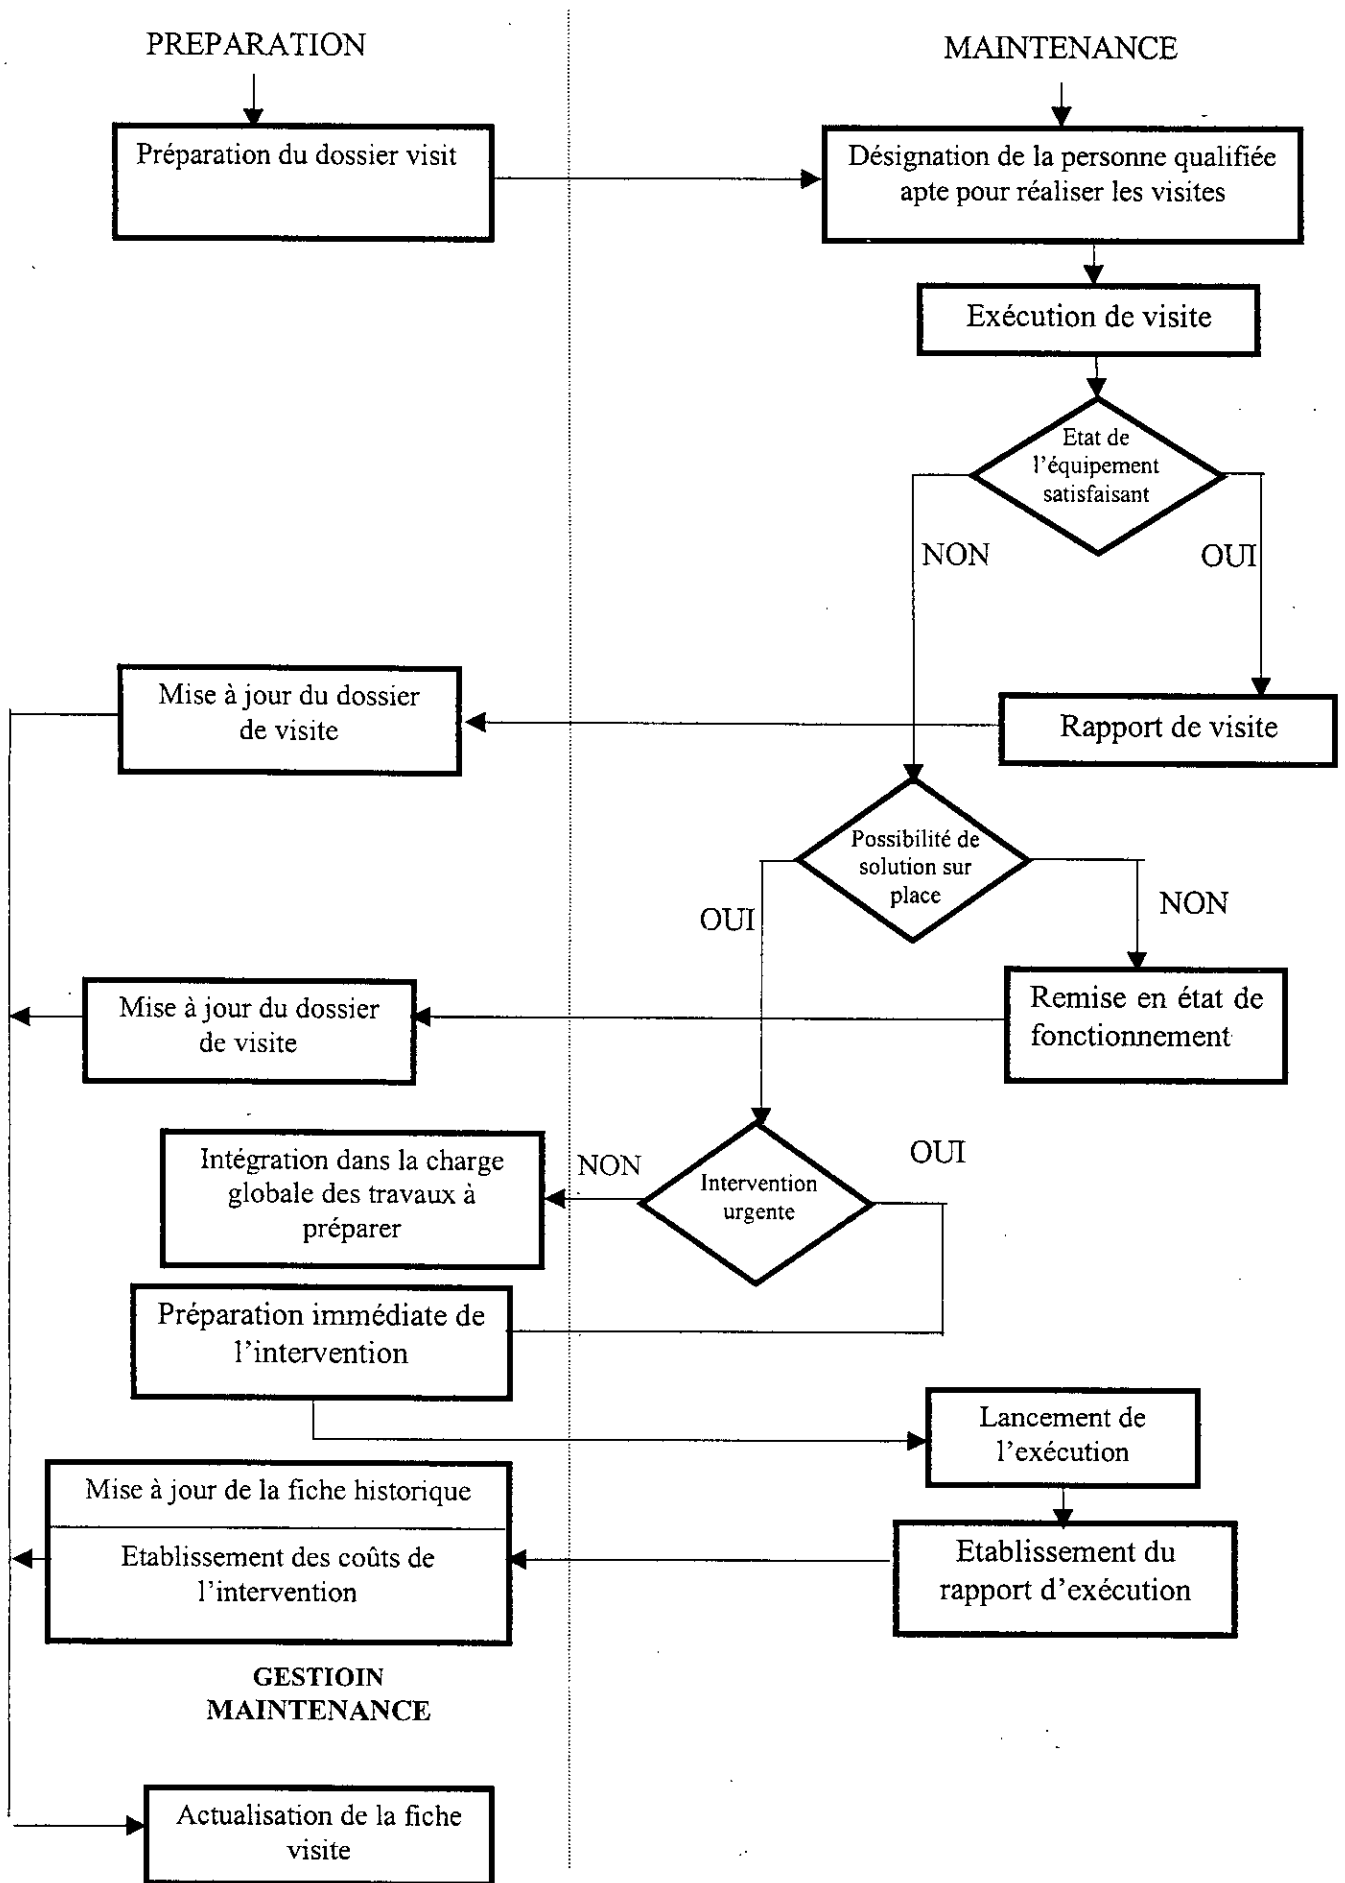 PREPARATION
MAINTENANCE
Préparation du dossier visit
Désignation de la personne qualifiée
apte pour réaliser les visites
Exécution de visite
Etat de
l'équipement
satisfaisant
NON
OUI
Mise à jour du dossier
de visite
Rapport de visite
Possibilité de
solution sur
place
OUI
NON
Mise à jour du dossier
de visite
Remise en état de
fonctionnement
Intégration dans la charge
globale des travaux à
préparer
NON
Intervention
urgente
OUI
Préparation immédiate de
l'intervention
Lancement de
l'exécution
Mise à jour de la fiche historique
Etablissement des coûts de
l'intervention
Etablissement du
rapport d'exécution
GESTIOIN
MAINTENANCE
Actualisation de la fiche
visite